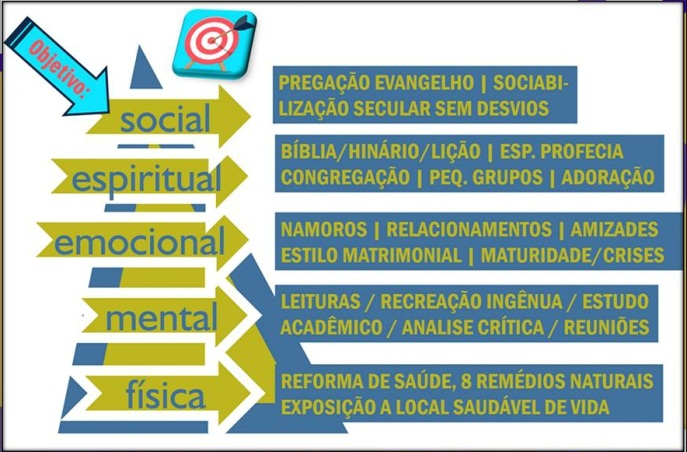 Objetivo:
social
PREGAÇÃO EVANGELHO | SOCIABI-
LIZAÇÃO SECULAR SEM DESVIOS
espiritual
BÍBLIA/HINÁRIO/LIÇÃO | ESP. PROFECIA
CONGREGAÇÃO | PEQ. GRUPOS | ADORAÇÃO
emocional
NAMOROS | RELACIONAMENTOS | AMIZADES
ESTILO MATRIMONIAL | MATURIDADE/CRISES
mental
LEITURAS / RECREAÇÃO INGÊNUA / ESTUDO
ACADÊMICO / ANALISE CRÍTICA / REUNIÕES
física
REFORMA DE SAÚDE, 8 REMÉDIOS NATURAIS
EXPOSIÇÃO A LOCAL SAUDÁVEL DE VIDA